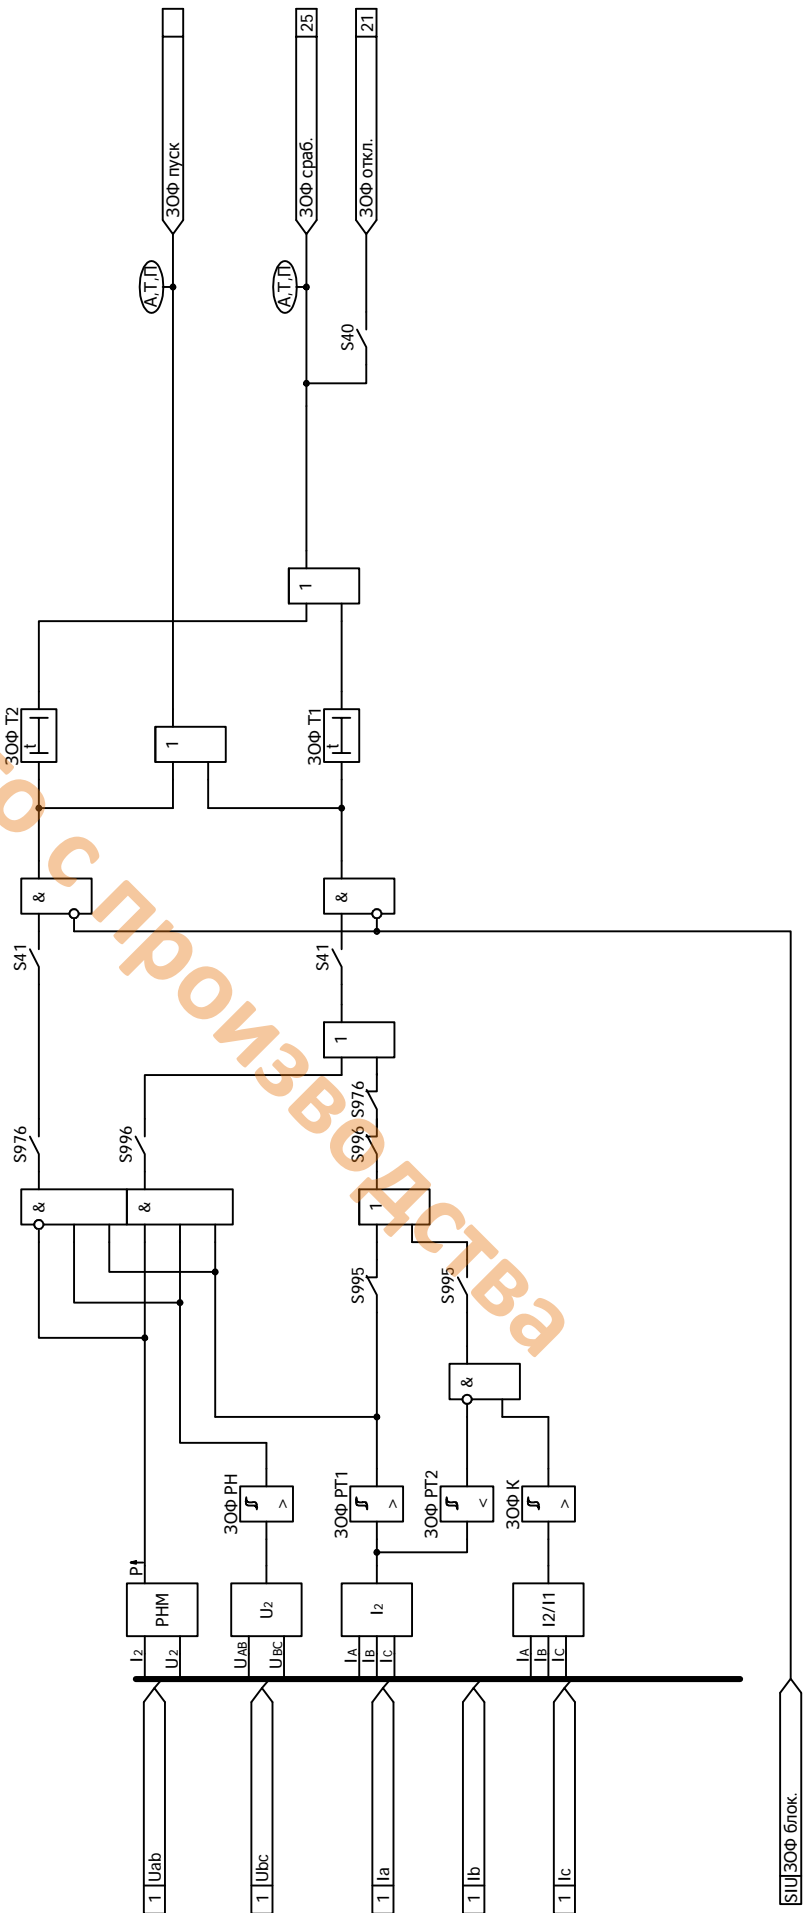 ЗОФ пуск
25
ЗОФ сраб.
21
ЗОФ откл.
А,Т,П
А,Т,П
S40
1
ЗОФ Т2
t
1
ЗОФ Т1
t
&
&
S41
S41
1
S976
S996
S996
S976
&
&
1
S995
S995
&
ЗОФ РН
>
ЗОФ РТ1
>
ЗОФ РТ2
<
ЗОФ К
>
P
РНМ
U2
I2
I2/I1
I2
U2
UAB
UBC
IA
IB
IC
IA
IB
IC
1 Uab
1 Ubc
1 Ia
1 Ib
1 Ic
SIU ЗОФ блок.
о с производства